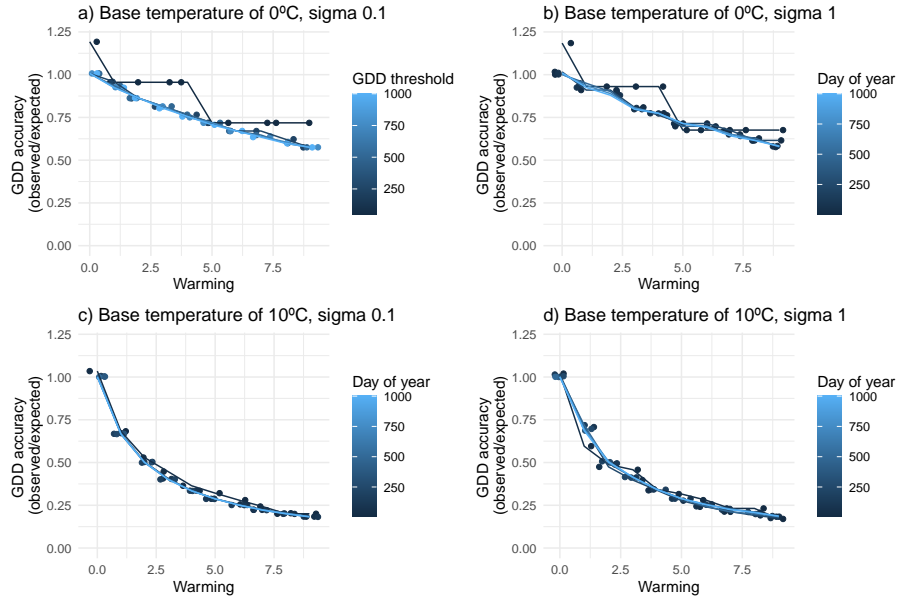 a) Base temperature of 0ºC, sigma 0.1
GDD accuracy
(observed/expected)
1.25
1.00
0.75
0.50
0.25
0.00
0.0 2.5 5.0 7.5
Warming
GDD threshold
1000
750
500
250
b) Base temperature of 0ºC, sigma 1
GDD accuracy
(observed/expected)
1.25
1.00
0.75
0.50
0.25
0.00
0.0 2.5 5.0 7.5
Warming
Day of year
1000
750
500
250
c) Base temperature of 10ºC, sigma 0.1
GDD accuracy
(observed/expected)
1.25
1.00
0.75
0.50
0.25
0.00
0.0 2.5 5.0 7.5
Warming
Day of year
1000
750
500
250
d) Base temperature of 10ºC, sigma 1
GDD accuracy
(observed/expected)
1.25
1.00
0.75
0.50
0.25
0.00
0.0 2.5 5.0 7.5
Warming
Day of year
1000
750
500
250